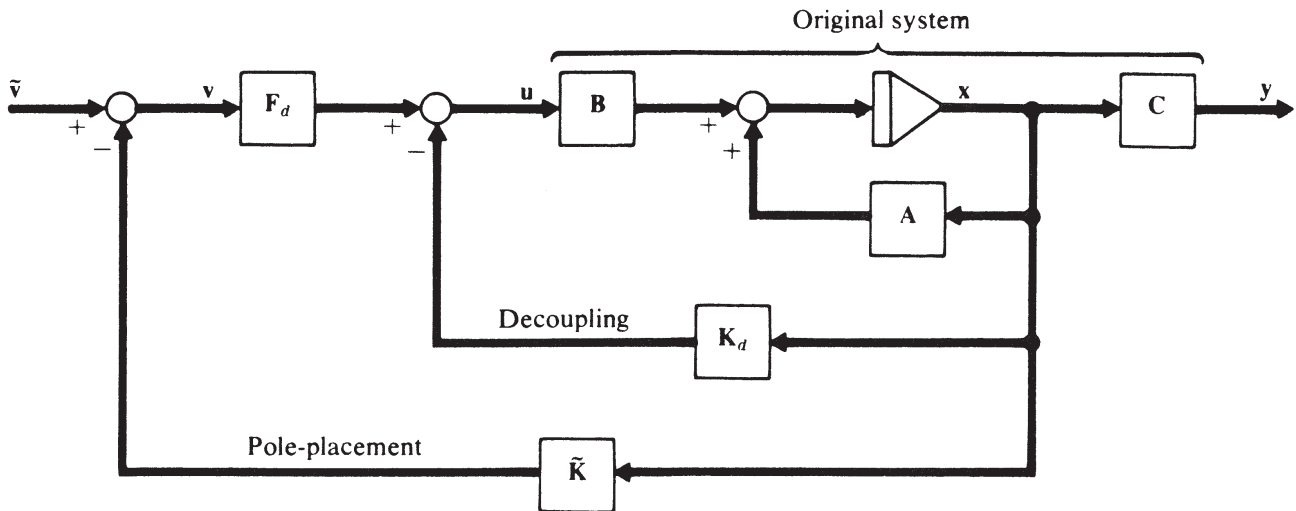 Original system
ṽ
v
F_d
u
B
x
C
y
+
−
+
−
+
+
A
Decoupling
K_d
Pole-placement
K̃